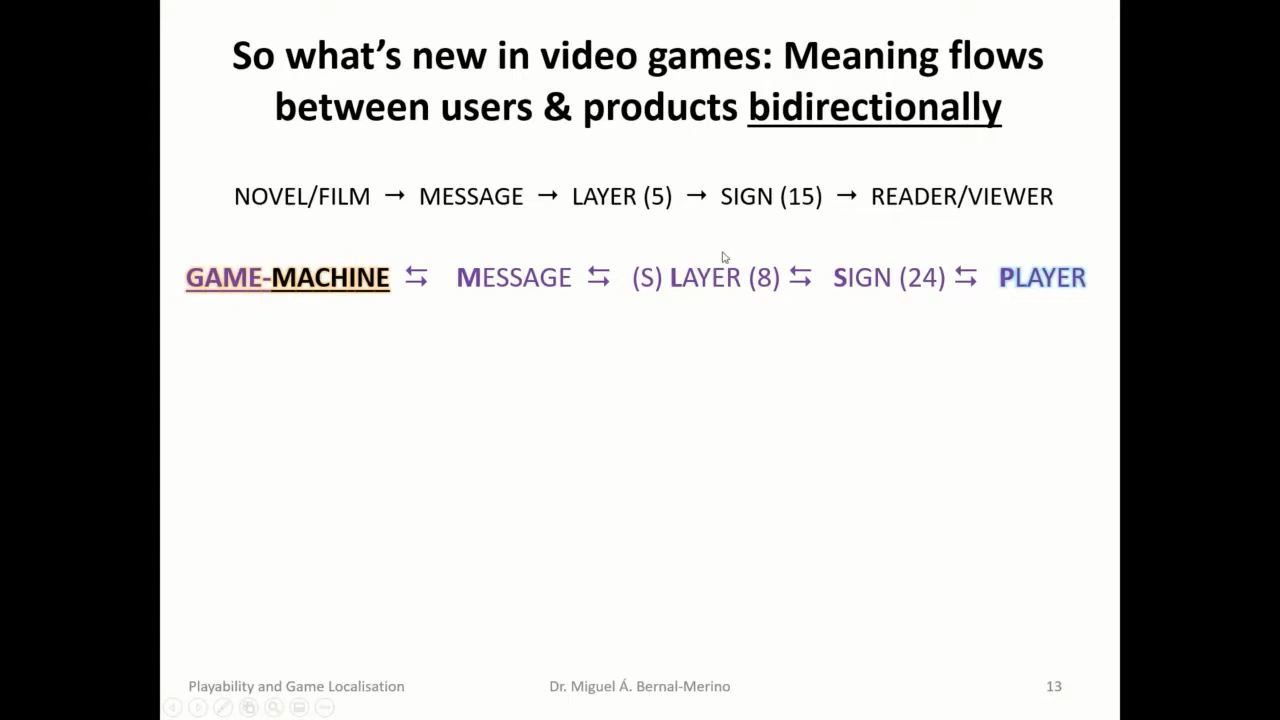 So what's new in video games: Meaning flows
between users & products bidirectionally
NOVEL/FILM → MESSAGE → LAYER (5) → SIGN (15) → READER/VIEWER
GAME-MACHINE ⇆ MESSAGE ⇆ (S) LAYER (8) ⇆ SIGN (24) ⇆ PLAYER
Playability and Game Localisation
Dr. Miguel Á. Bernal-Merino
13